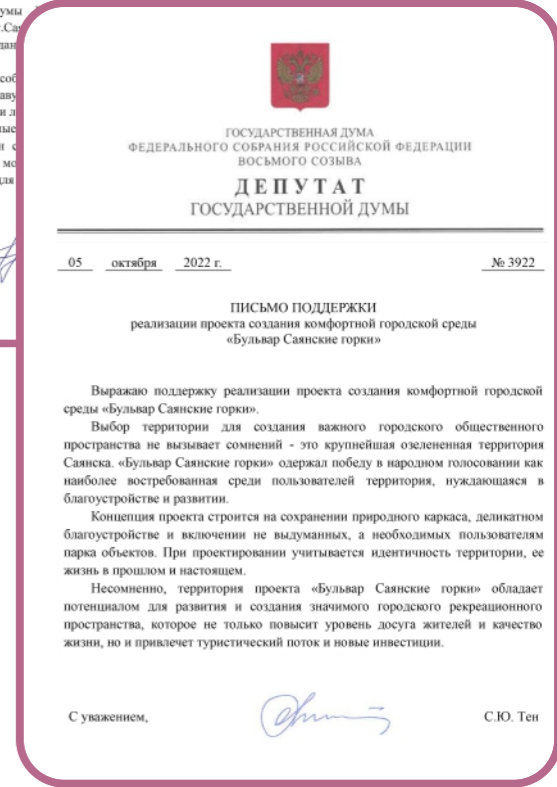 умы
г.Сая
ГОСУДАРСТВЕННАЯ ДУМА
ФЕДЕРАЛЬНОГО СОБРАНИЯ РОССИЙСКОЙ ФЕДЕРАЦИИ
ВОСЬМОГО СОЗЫВА
ДЕПУТАТ
ГОСУДАРСТВЕННОЙ ДУМЫ
05 октября 2022 г. № 3922
ПИСЬМО ПОДДЕРЖКИ
реализации проекта создания комфортной городской среды
«Бульвар Саянские горки»
Выражаю поддержку реализации проекта создания комфортной городской
среды «Бульвар Саянские горки».
Выбор территории для создания важного городского общественного
пространства не вызывает сомнений - это крупнейшая озелененная территория
Саянска. «Бульвар Саянские горки» одержал победу в народном голосовании как
наиболее востребованная среди пользователей территория, нуждающаяся в
благоустройстве и развитии.
Концепция проекта строится на сохранении природного каркаса, деликатном
благоустройстве и включении не выдуманных, а необходимых пользователям
парка объектов. При проектировании учитывается идентичность территории, ее
жизнь в прошлом и настоящем.
Несомненно, территория проекта «Бульвар Саянские горки» обладает
потенциалом для развития и создания значимого городского рекреационного
пространства, которое не только повысит уровень досуга жителей и качество
жизни, но и привлечет туристический поток и новые инвестиции.
С уважением, С.Ю. Тен